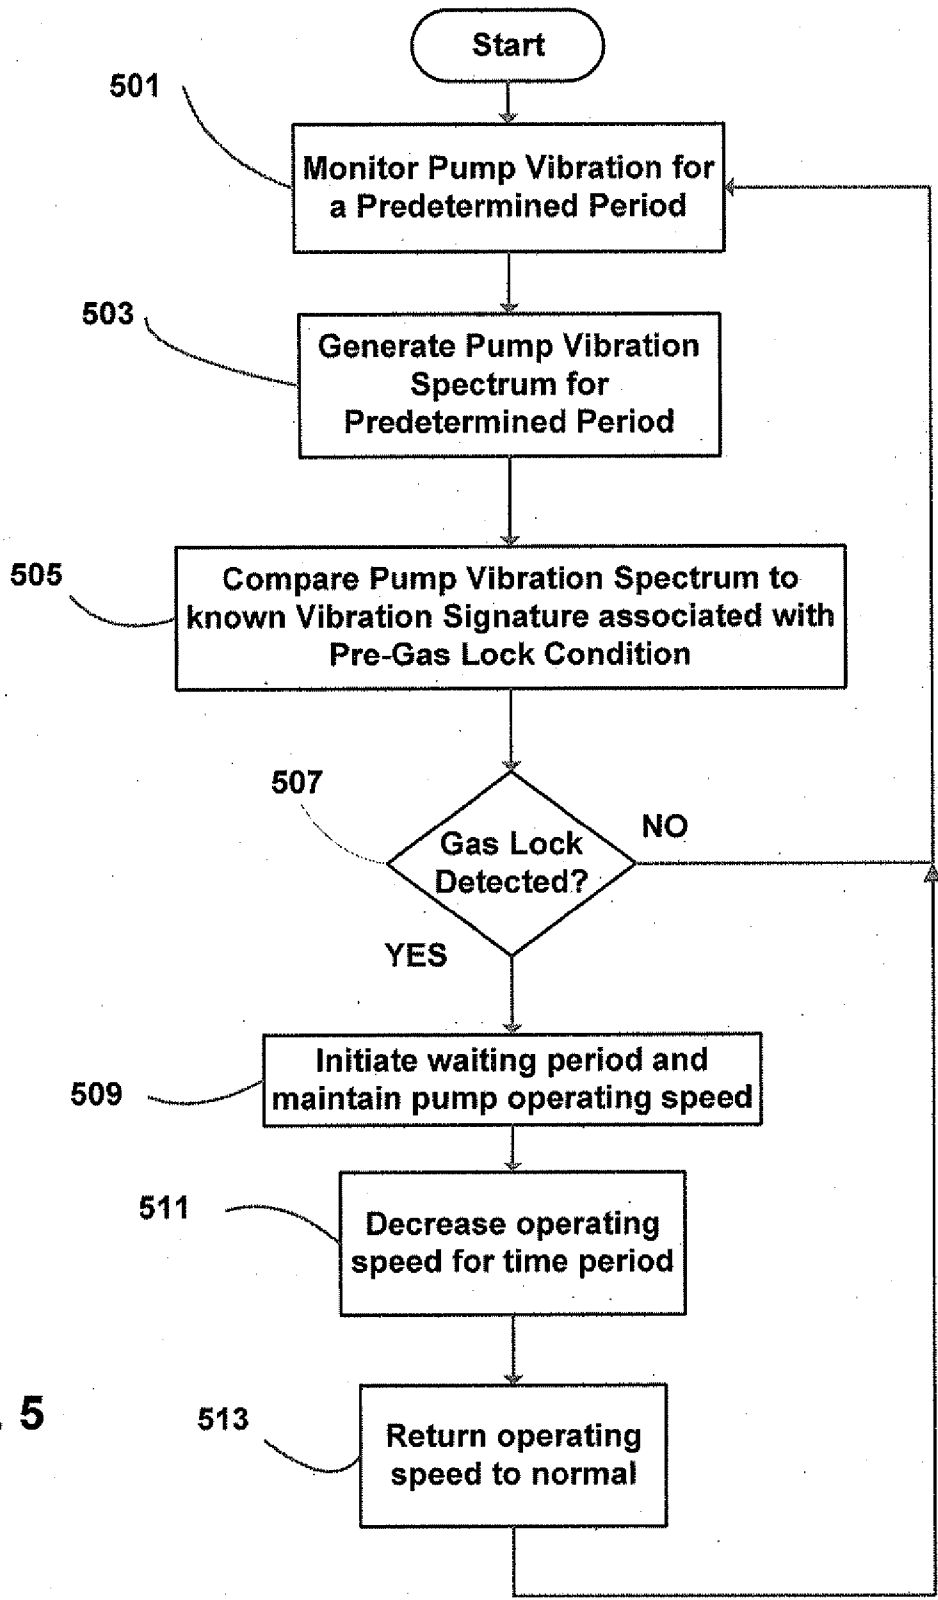 Start
501
Monitor Pump Vibration for
a Predetermined Period
503
Generate Pump Vibration
Spectrum for
Predetermined Period
505
Compare Pump Vibration Spectrum to
known Vibration Signature associated with
Pre-Gas Lock Condition
507
Gas Lock
Detected?
NO
YES
Initiate waiting period and
maintain pump operating speed
509
511
Decrease operating
speed for time period
. 5
513
Return operating
speed to normal